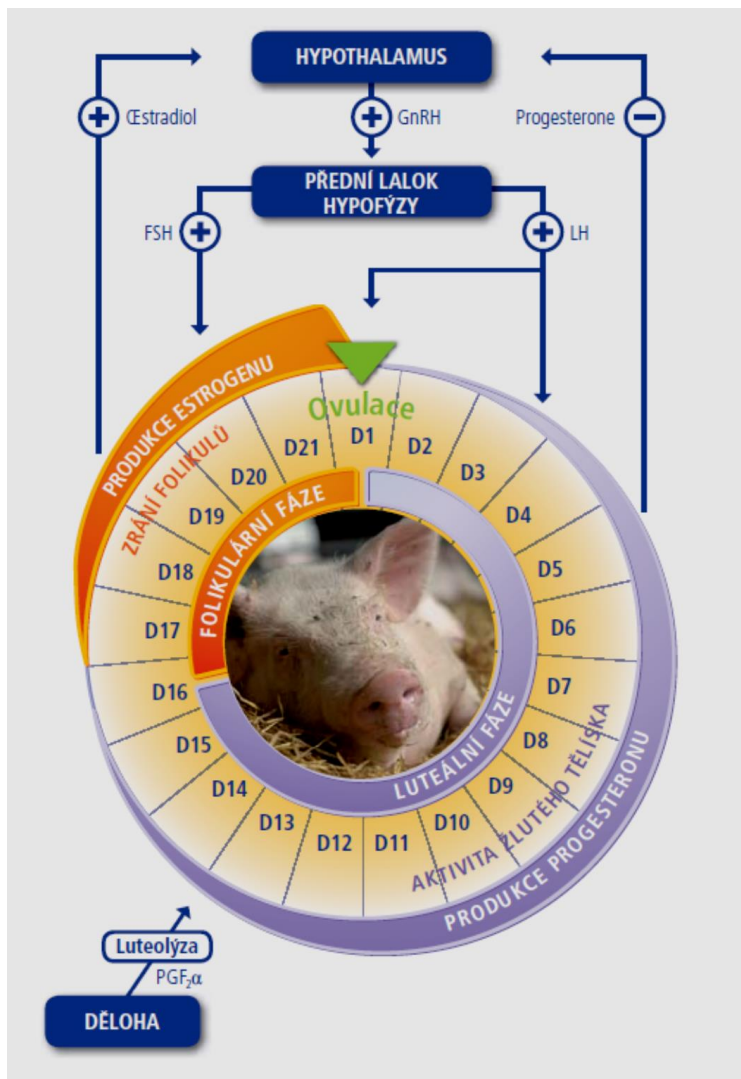 HYPOTHALAMUS
Œstradiol
GnRH
Progesterone
PŘEDNÍ LALOK
HYPOFÝZY
FSH
LH
PRODUKCE ESTROGENU
Ovulace
ZRÁNÍ FOLIKULŮ
D1
D2
D3
D4
D5
D6
D7
D8
D9
D10
D11
D12
D13
D14
D15
D16
D17
D18
D19
D20
D21
FOLIKULÁRNÍ FÁZE
LUTEÁLNÍ FÁZE
AKTIVITA ŽLUTÉHO TĚLÍSKA
PRODUKCE PROGESTERONU
Luteolýza
PGF₂α
DĚLOHA